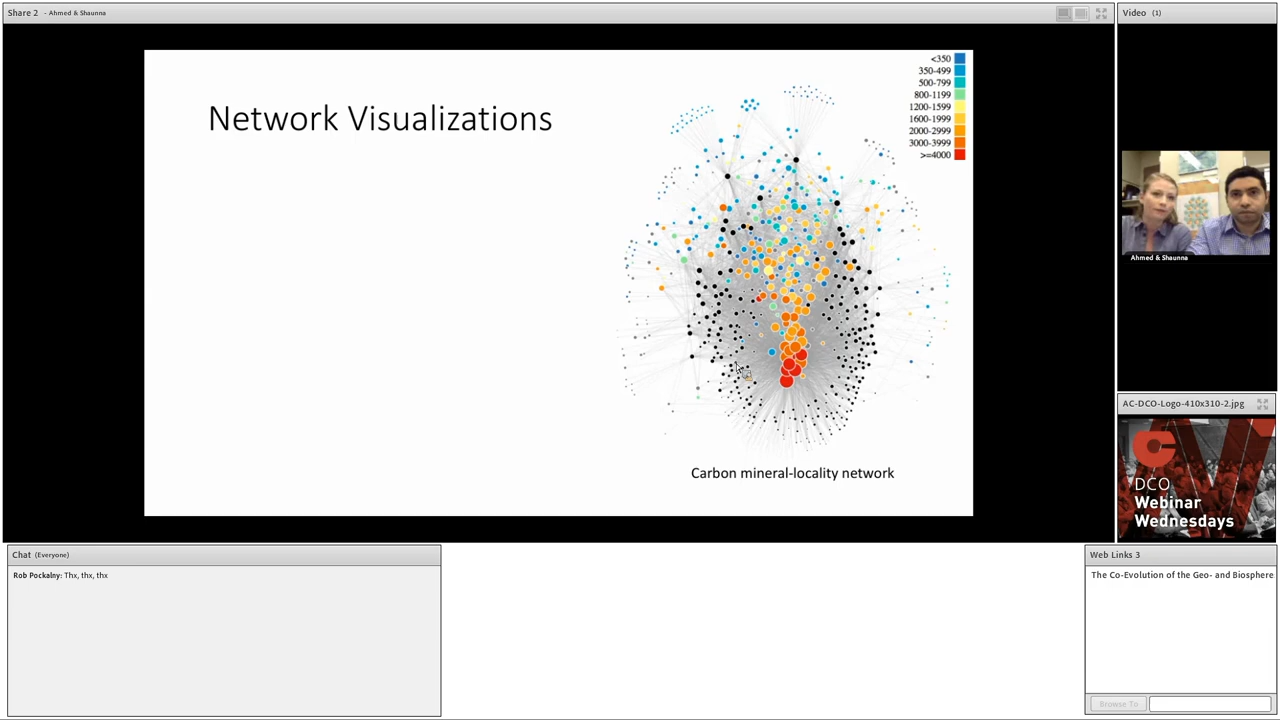 Share 2 - Ahmed & Shaunna
Network Visualizations
<350
350-499
500-799
800-1199
1200-1599
1600-1999
2000-2999
3000-3999
>=4000
Carbon mineral-locality network
Video (1)
Ahmed & Shaunna
AC-DCO-Logo-410x310-2.jpg
DCO
Webinar
Wednesdays
Chat (Everyone)
Rob Pockalny: Thx, thx, thx
Web Links 3
The Co-Evolution of the Geo- and Biosphere
Browse To